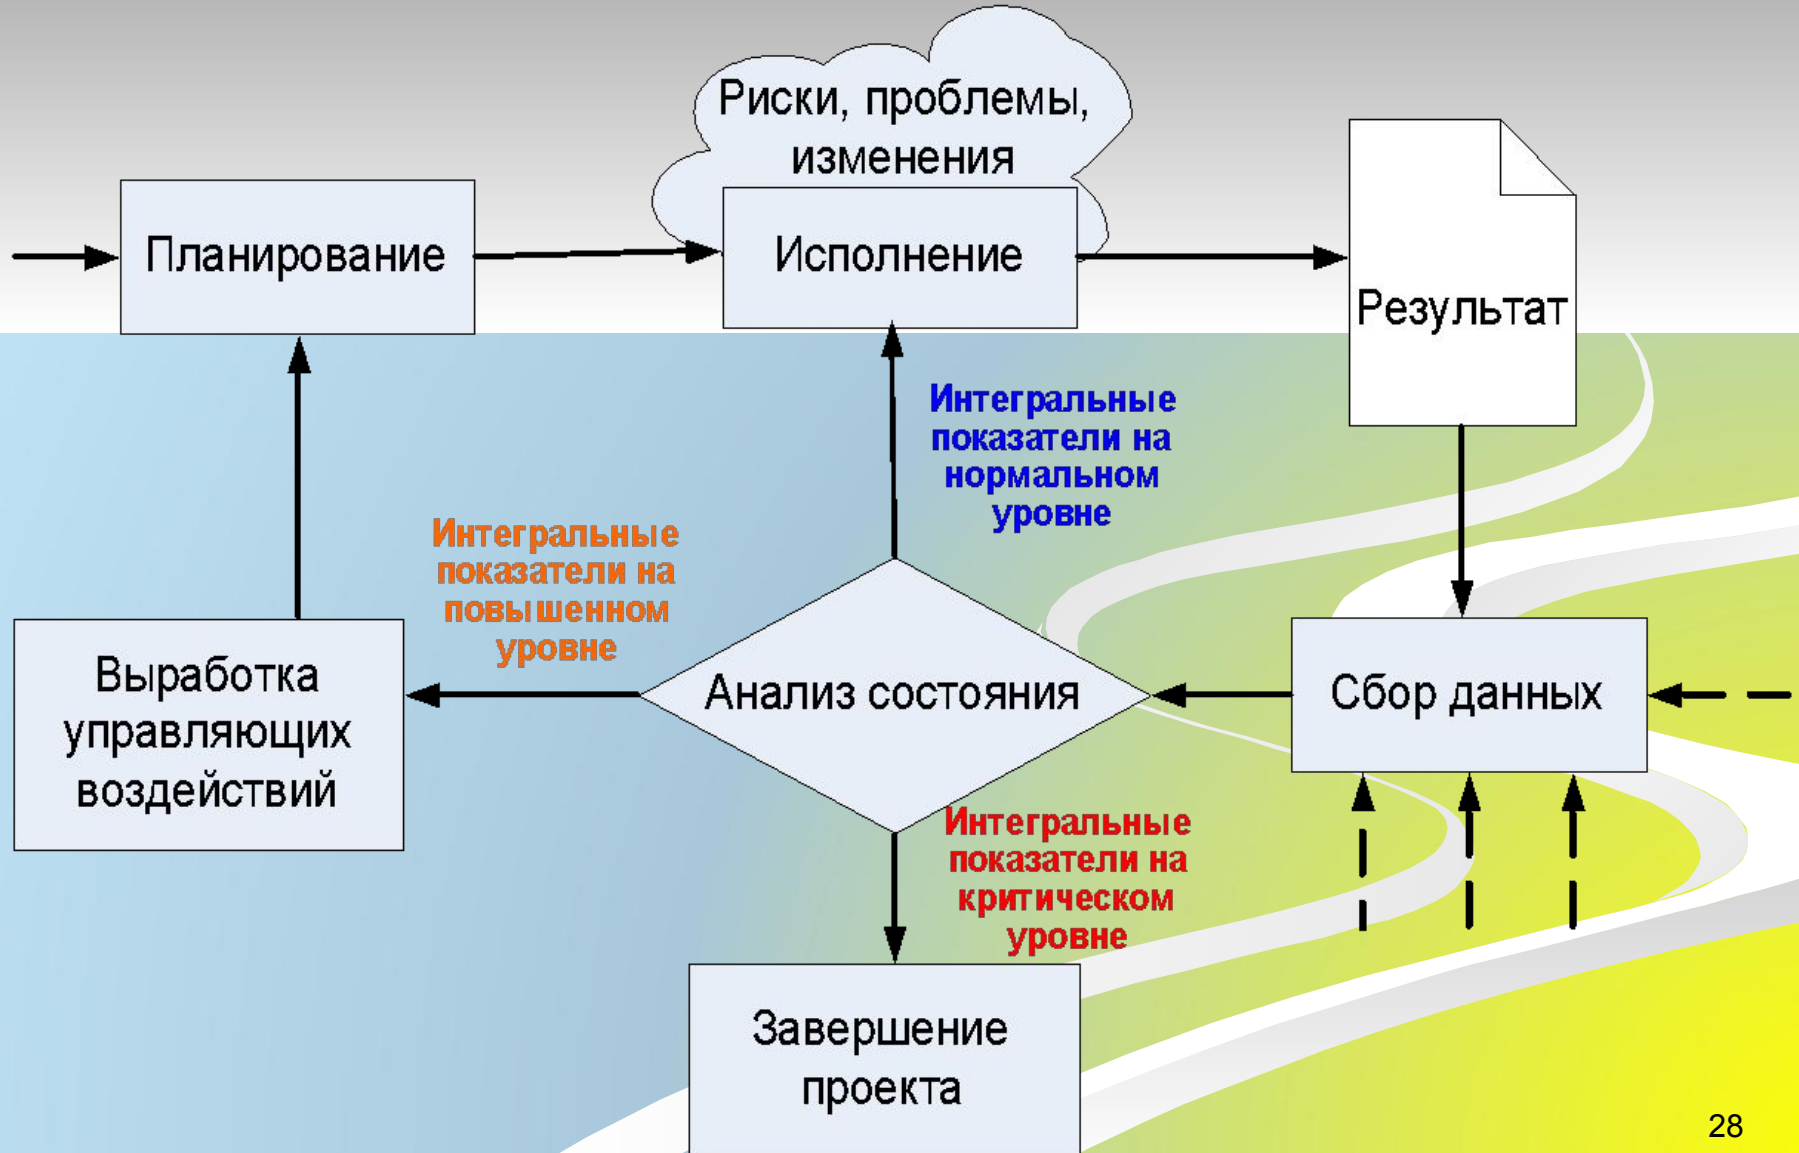 Риски, проблемы,
изменения
Планирование
Исполнение
Результат
Интегральные
показатели на
нормальном
уровне
Интегральные
показатели на
повышенном
уровне
Выработка
управляющих
воздействий
Анализ состояния
Сбор данных
Интегральные
показатели на
критическом
уровне
Завершение
проекта
28